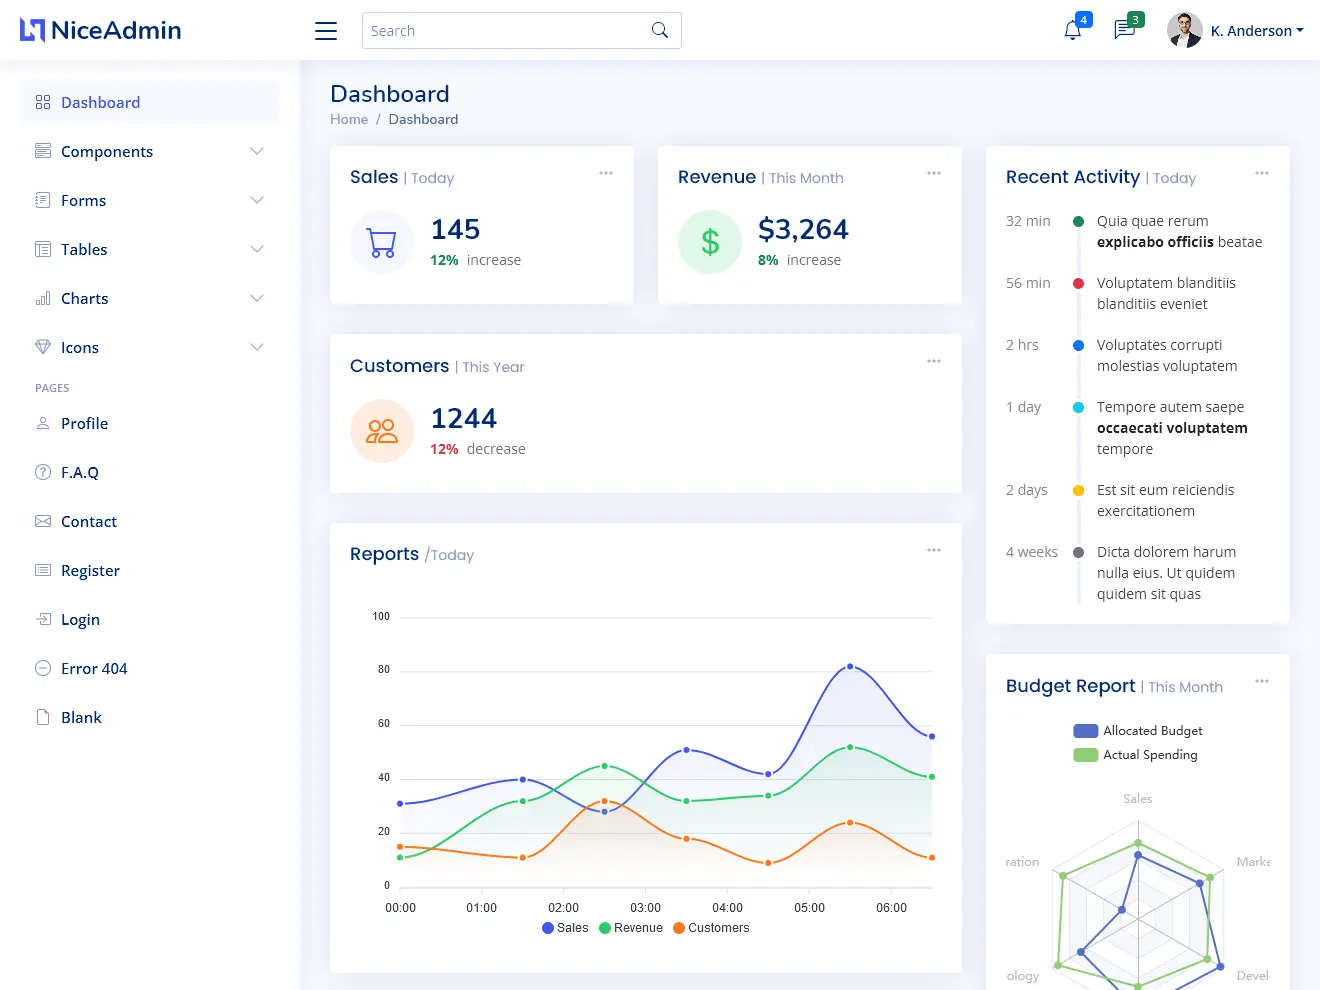 NiceAdmin
Search
4
3
K. Anderson
Dashboard
Components
Forms
Tables
Charts
Icons
PAGES
Profile
F.A.Q
Contact
Register
Login
Error 404
Blank
Dashboard
Home / Dashboard
Sales | Today
145
12% increase
Revenue | This Month
$3,264
8% increase
Customers | This Year
1244
12% decrease
Reports /Today
100
80
60
40
20
0
00:00 01:00 02:00 03:00 04:00 05:00 06:00
Sales Revenue Customers
Recent Activity | Today
32 min
Quia quae rerum
explicabo officiis beatae
56 min
Voluptatem blanditiis
blanditiis eveniet
2 hrs
Voluptates corrupti
molestias voluptatem
1 day
Tempore autem saepe
occaecati voluptatem
tempore
2 days
Est sit eum reiciendis
exercitationem
4 weeks
Dicta dolorem harum
nulla eius. Ut quidem
quidem sit quas
Budget Report | This Month
Allocated Budget
Actual Spending
Sales
ration
Marke
ology
Devel